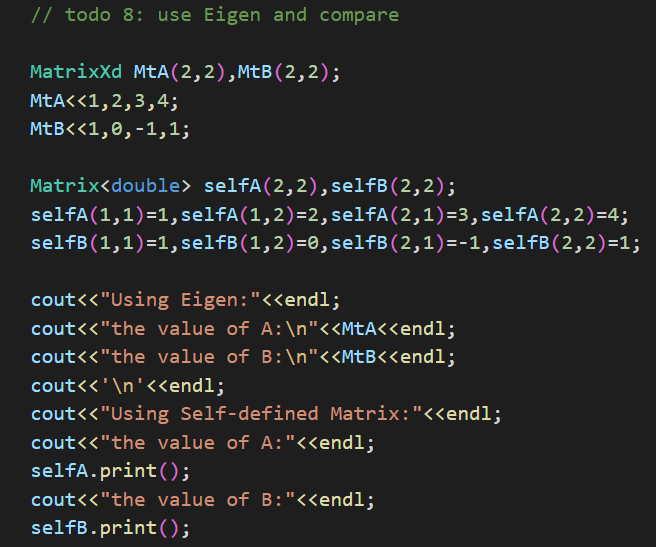 // todo 8: use Eigen and compare
MatrixXd MtA(2,2),MtB(2,2);
MtA<<1,2,3,4;
MtB<<1,0,-1,1;
Matrix<double> selfA(2,2),selfB(2,2);
selfA(1,1)=1,selfA(1,2)=2,selfA(2,1)=3,selfA(2,2)=4;
selfB(1,1)=1,selfB(1,2)=0,selfB(2,1)=-1,selfB(2,2)=1;
cout<<"Using Eigen:"<<endl;
cout<<"the value of A:\n"<<MtA<<endl;
cout<<"the value of B:\n"<<MtB<<endl;
cout<<'\n'<<endl;
cout<<"Using Self-defined Matrix:"<<endl;
cout<<"the value of A:"<<endl;
selfA.print();
cout<<"the value of B:"<<endl;
selfB.print();